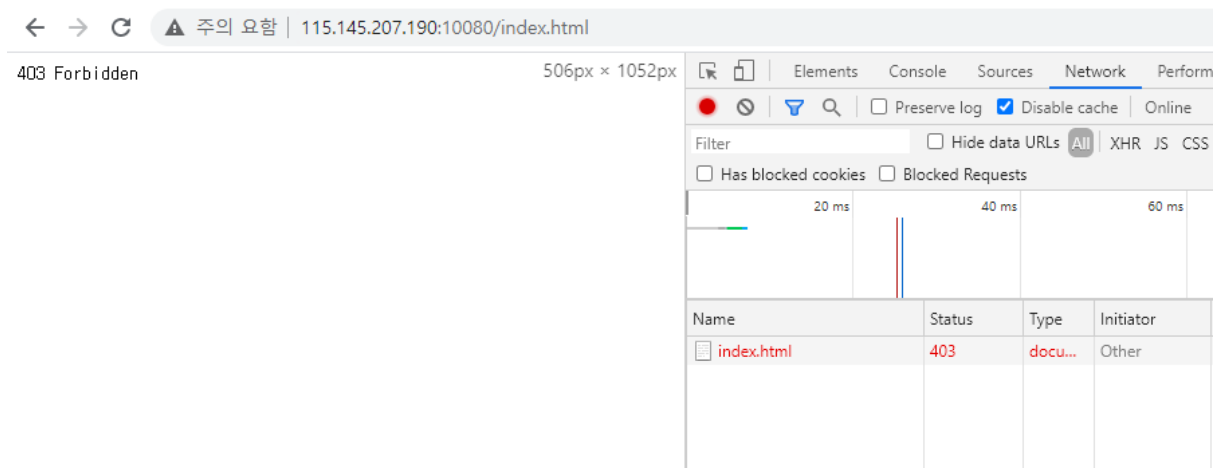 주의 요함 | 115.145.207.190:10080/index.html
403 Forbidden
506px × 1052px
Elements Console Sources Network Perform
Preserve log Disable cache Online
Filter Hide data URLs All XHR JS CSS
Has blocked cookies Blocked Requests
20 ms 40 ms 60 ms
Name Status Type Initiator
index.html 403 docu... Other